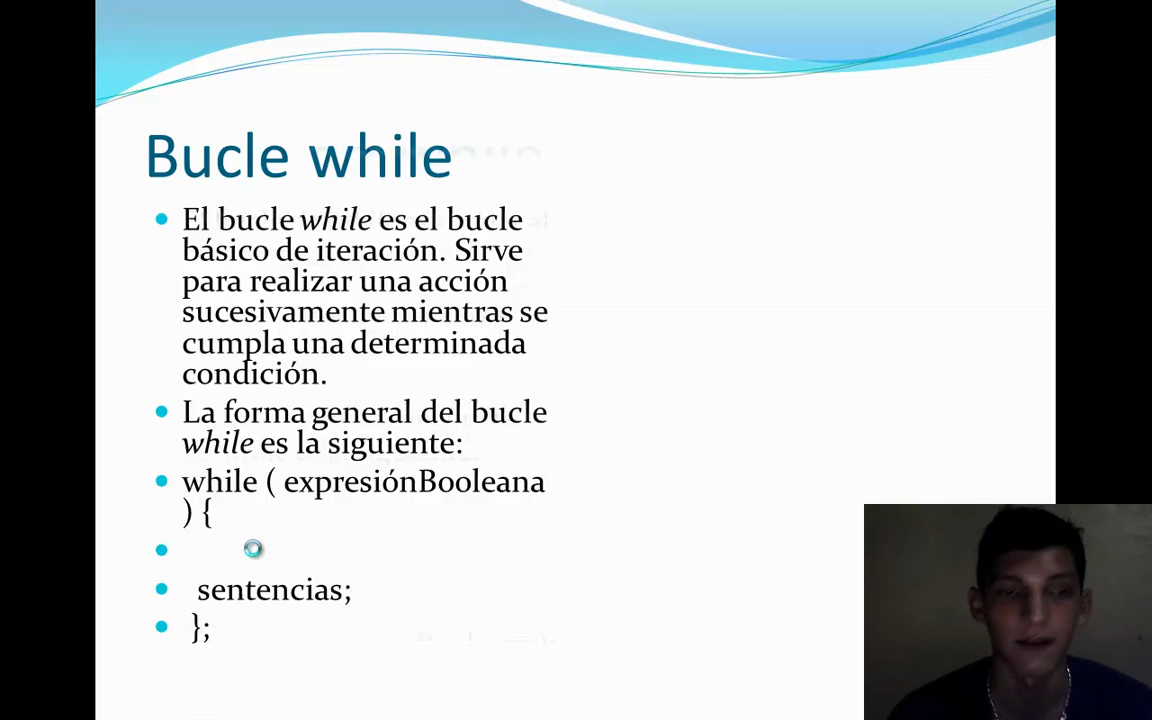 Bucle while
El bucle while es el bucle
básico de iteración. Sirve
para realizar una acción
sucesivamente mientras se
cumpla una determinada
condición.
La forma general del bucle
while es la siguiente:
while ( expresiónBooleana
) {
sentencias;
};